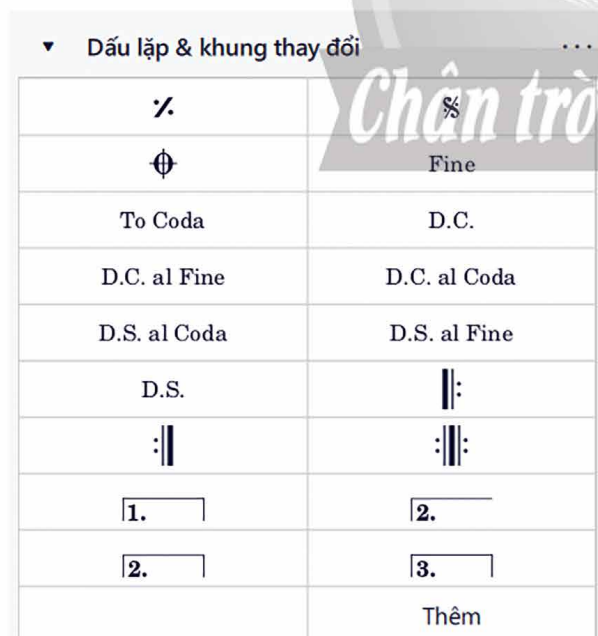 Dấu lặp & khung thay đổi
Chân trờ
Fine
To Coda D.C.
D.C. al Fine D.C. al Coda
D.S. al Coda D.S. al Fine
D.S.
1. 2.
2. 3.
Thêm